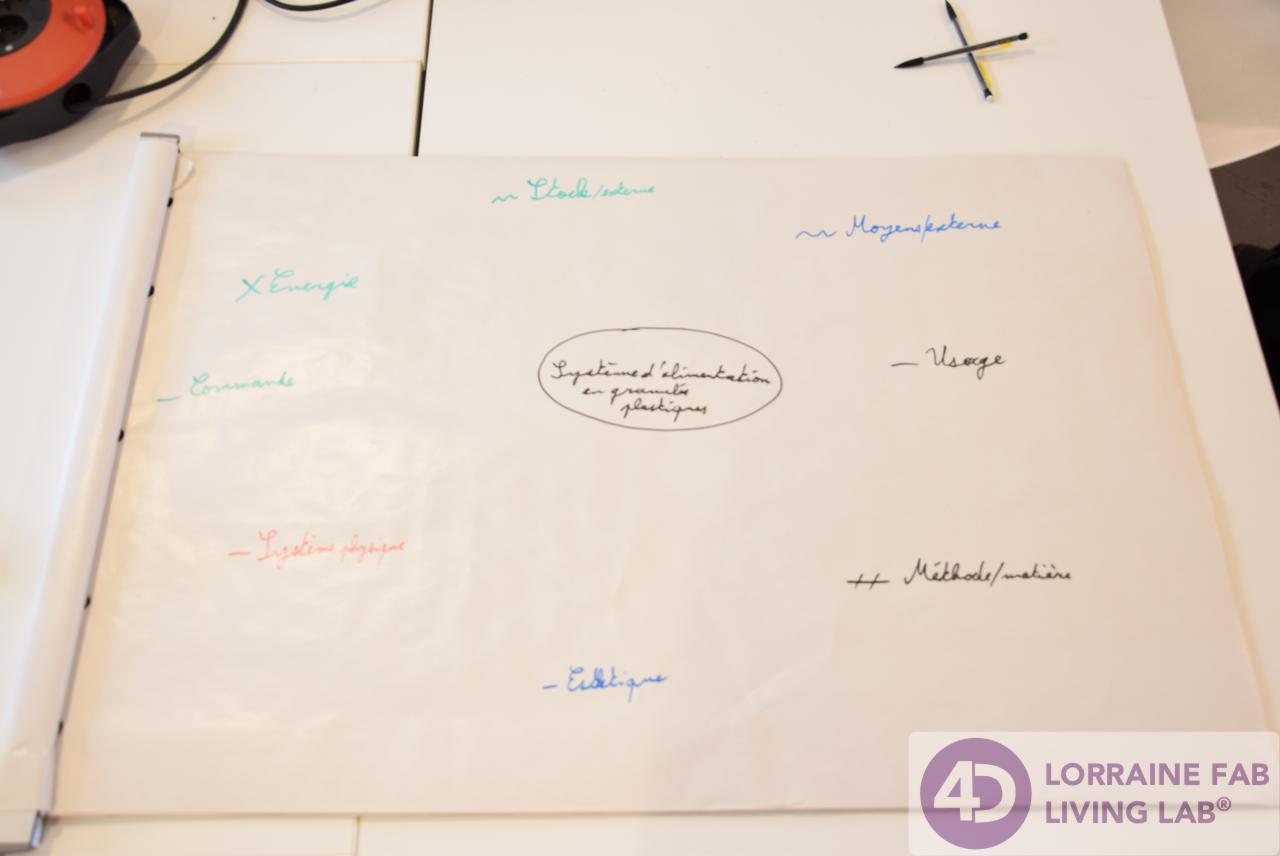 ~ Stock/externe
~~ Moyens/externe
X Energie
- Usage
- Commande
Système d'alimentation
en granulés
plastiques
- Système physique
++ Méthode/matière
- Esthétique
4D LORRAINE FAB
LIVING LAB®